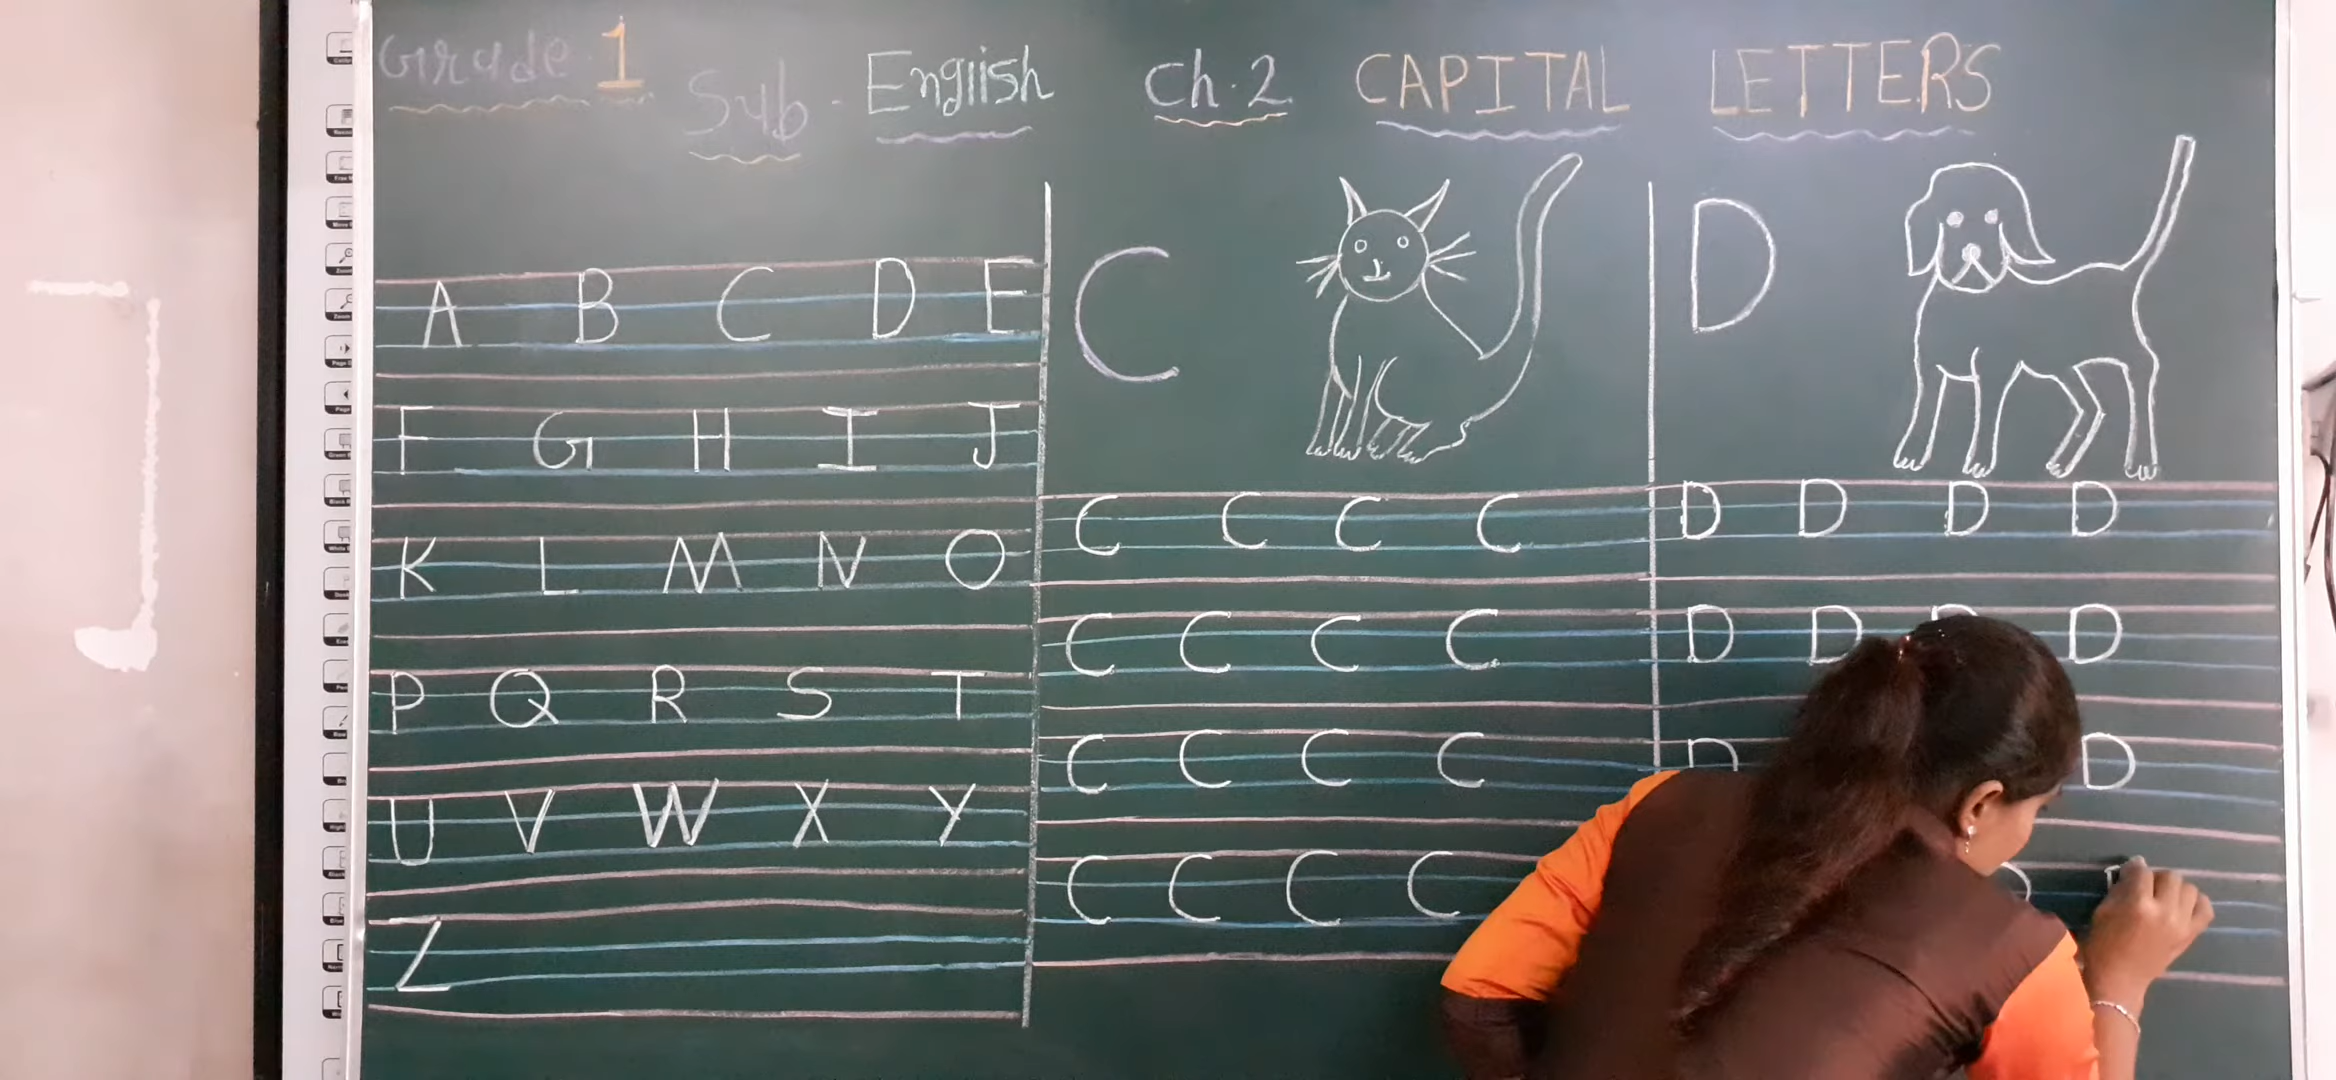 Grade-1 Sub - English Ch.2 CAPITAL LETTERS
A B C D E
F G H I J
K L M N O
P Q R S T
U V W X Y
Z
C
C C C C
C C C C
C C C C
C C C C
D
D D D D
D D D D
D D